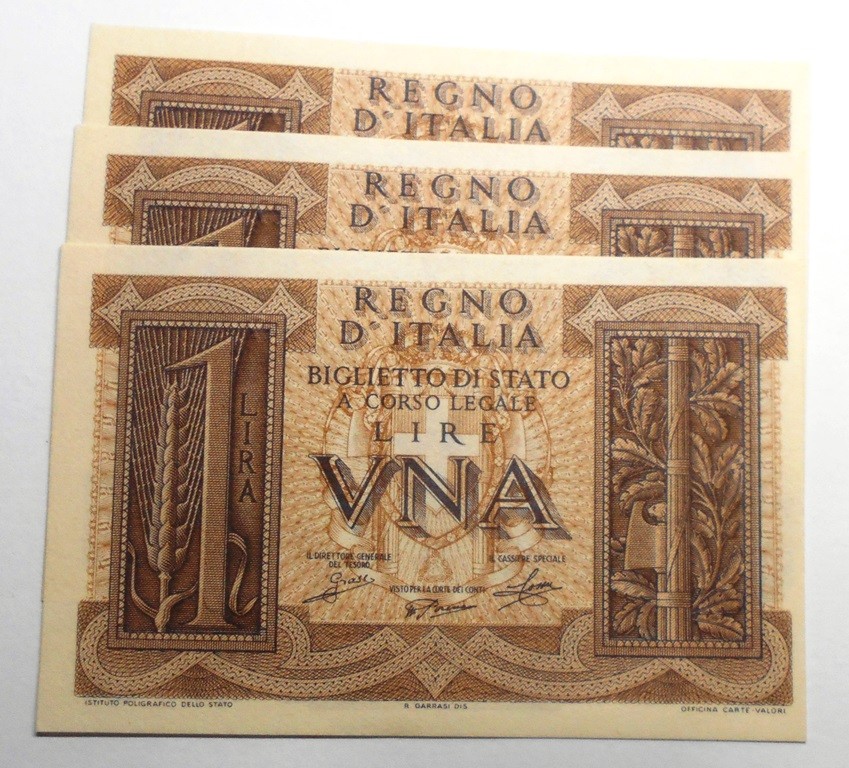 REGNO
D'ITALIA
REGNO
D'ITALIA
REGNO
D'ITALIA
BIGLIETTO DI STATO
A CORSO LEGALE
LIRE
VNA
1
LIRA
IL DIRETTORE GENERALE
DEL TESORO
IL CASSIERE SPECIALE
VISTO PER LA CORTE DEI CONTI
ISTITUTO POLIGRAFICO DELLO STATO
R. GARRASI DIS.
OFFICINA CARTE-VALORI